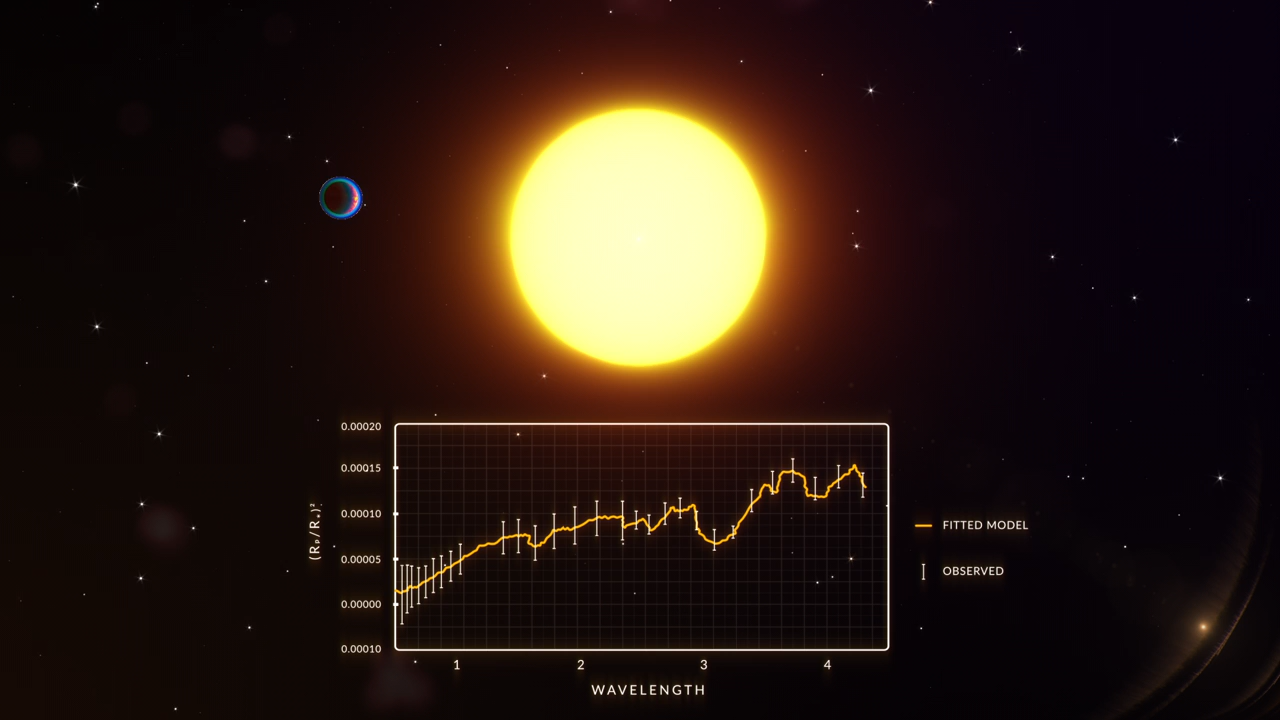 0.00020
0.00015
0.00010
0.00005
0.00000
0.00010
(Rₚ/R⁎)²
1 2 3 4
WAVELENGTH
FITTED MODEL
OBSERVED